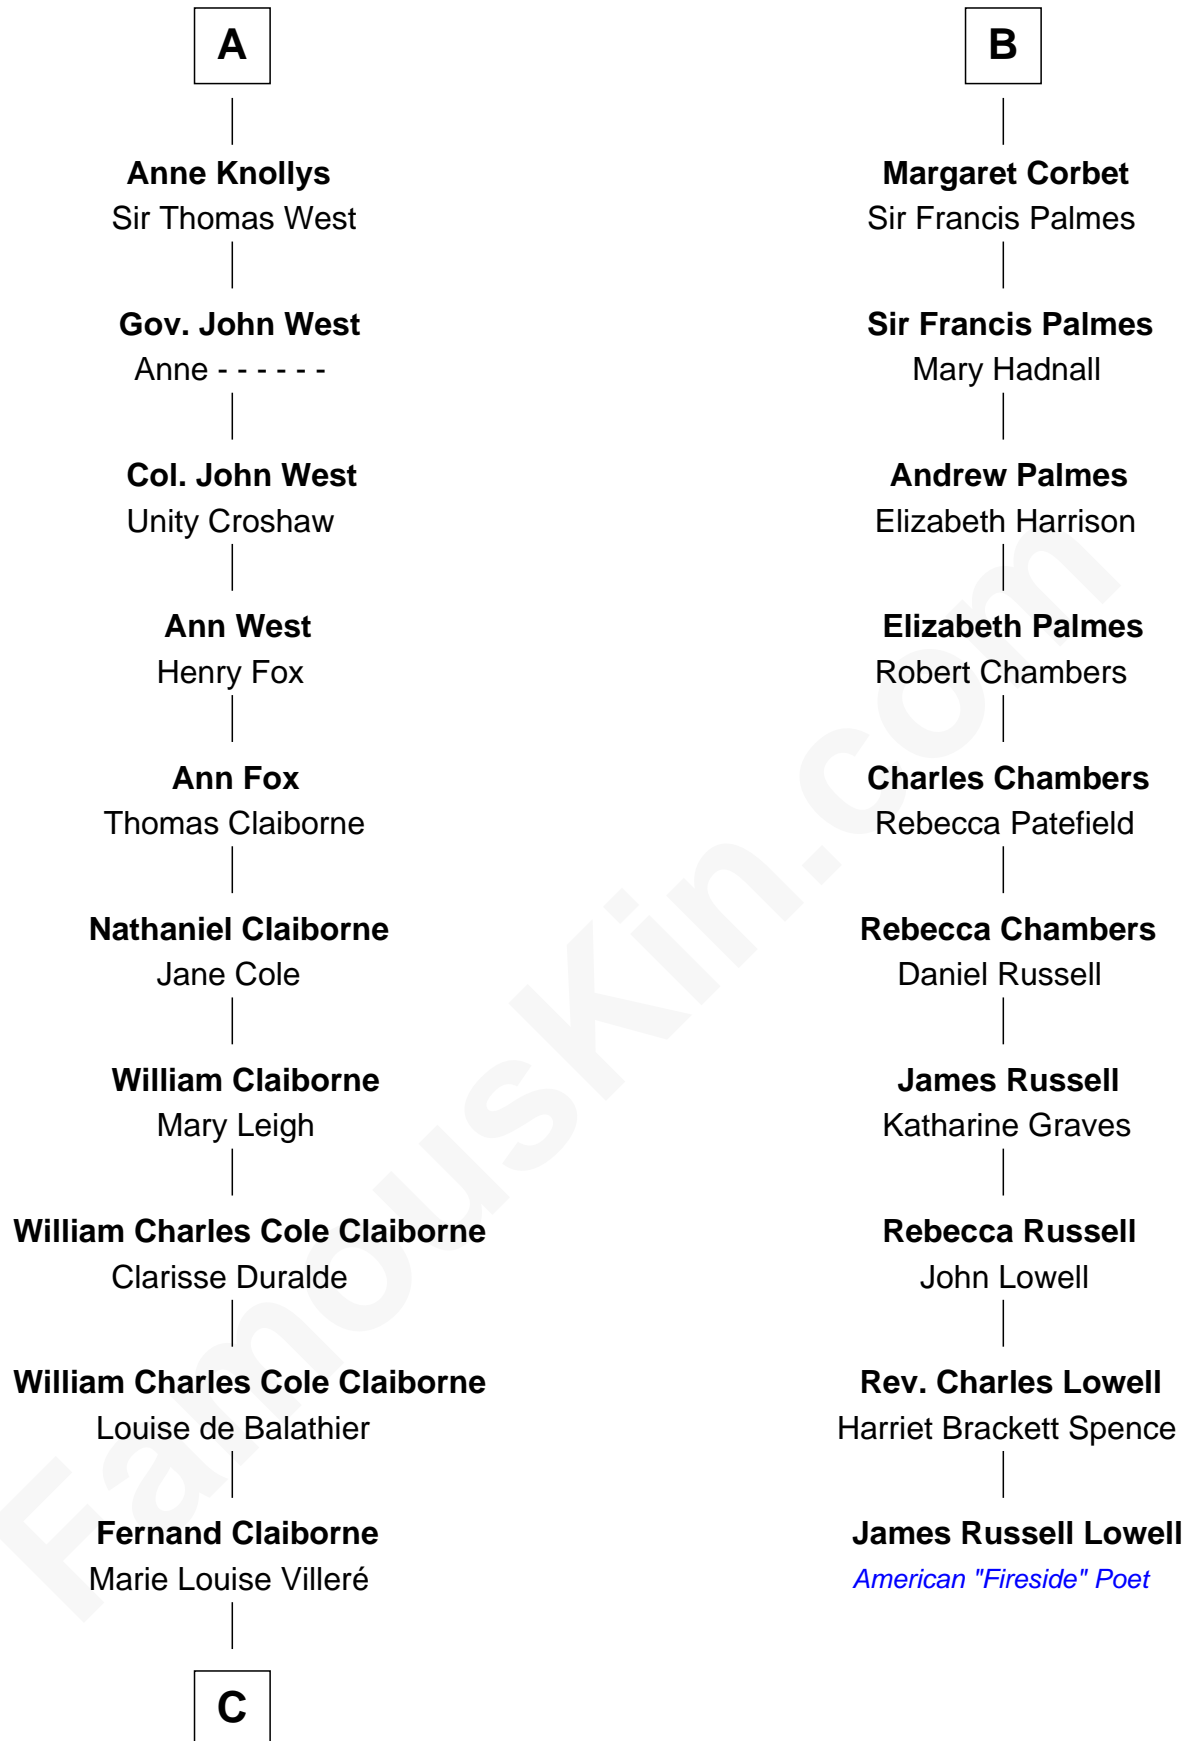 A
Anne Knollys
Sir Thomas West
Gov. John West
Anne - - - - - -
Col. John West
Unity Croshaw
Ann West
Henry Fox
Ann Fox
Thomas Claiborne
Nathaniel Claiborne
Jane Cole
William Claiborne
Mary Leigh
William Charles Cole Claiborne
Clarisse Duralde
William Charles Cole Claiborne
Louise de Balathier
Fernand Claiborne
Marie Louise Villeré
C
B
Margaret Corbet
Sir Francis Palmes
Sir Francis Palmes
Mary Hadnall
Andrew Palmes
Elizabeth Harrison
Elizabeth Palmes
Robert Chambers
Charles Chambers
Rebecca Patefield
Rebecca Chambers
Daniel Russell
James Russell
Katharine Graves
Rebecca Russell
John Lowell
Rev. Charles Lowell
Harriet Brackett Spence
James Russell Lowell
American "Fireside" Poet
FamousKin.com